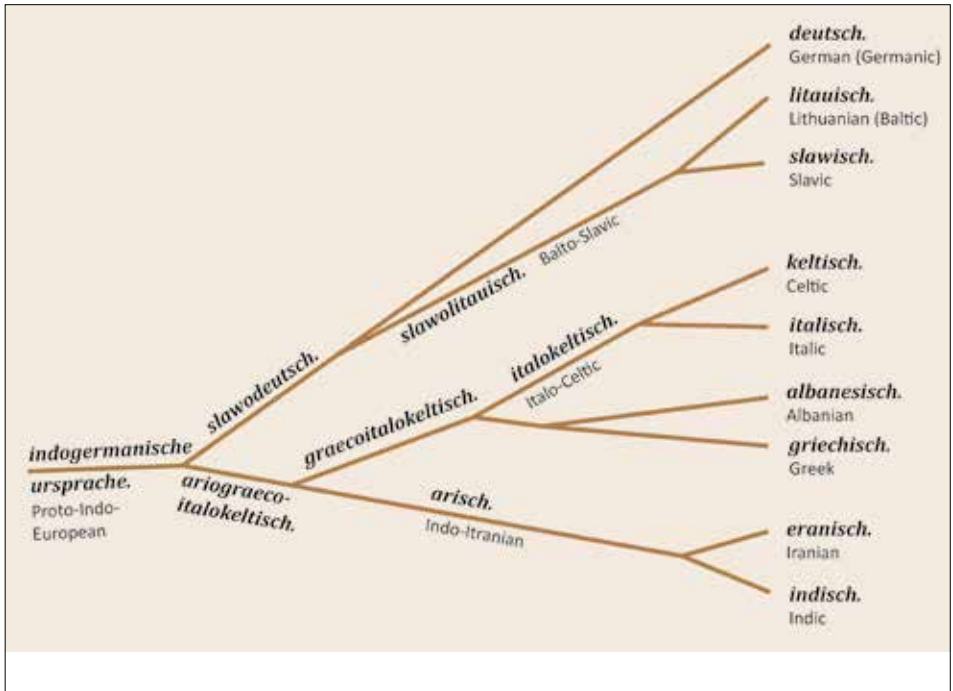 deutsch.
German (Germanic)
litauisch.
Lithuanian (Baltic)
slawisch.
Slavic
Balto-Slavic
slawolitauisch.
keltisch.
Celtic
italisch.
Italic
italokeltisch.
Italo-Celtic
slawodeutsch.
graecoitalokeltisch.
albanesisch.
Albanian
griechisch.
Greek
indogermanische
ursprache.
Proto-Indo-
European
ariograeco-
italokeltisch.
arisch.
Indo-Itranian
eranisch.
Iranian
indisch.
Indic